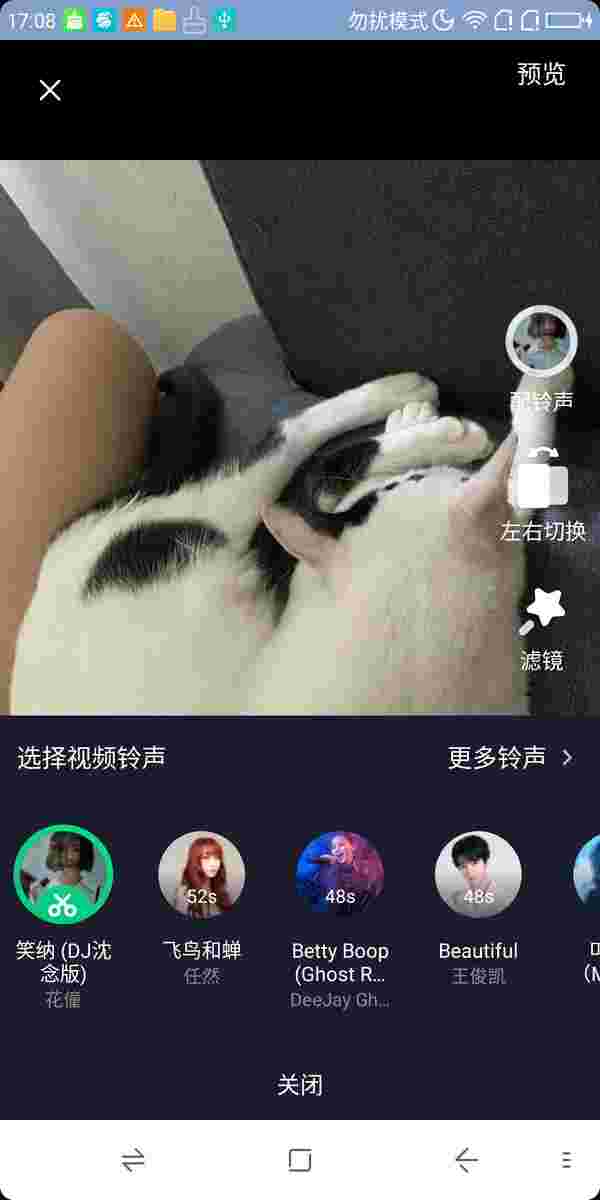 17:08
勿扰模式
预览
配铃声
左右切换
滤镜
选择视频铃声
更多铃声
52s
48s
48s
笑纳 (DJ沈
念版)
花僮
飞鸟和蝉
任然
Betty Boop
(Ghost R...
DeeJay Gh...
Beautiful
王俊凯
关闭